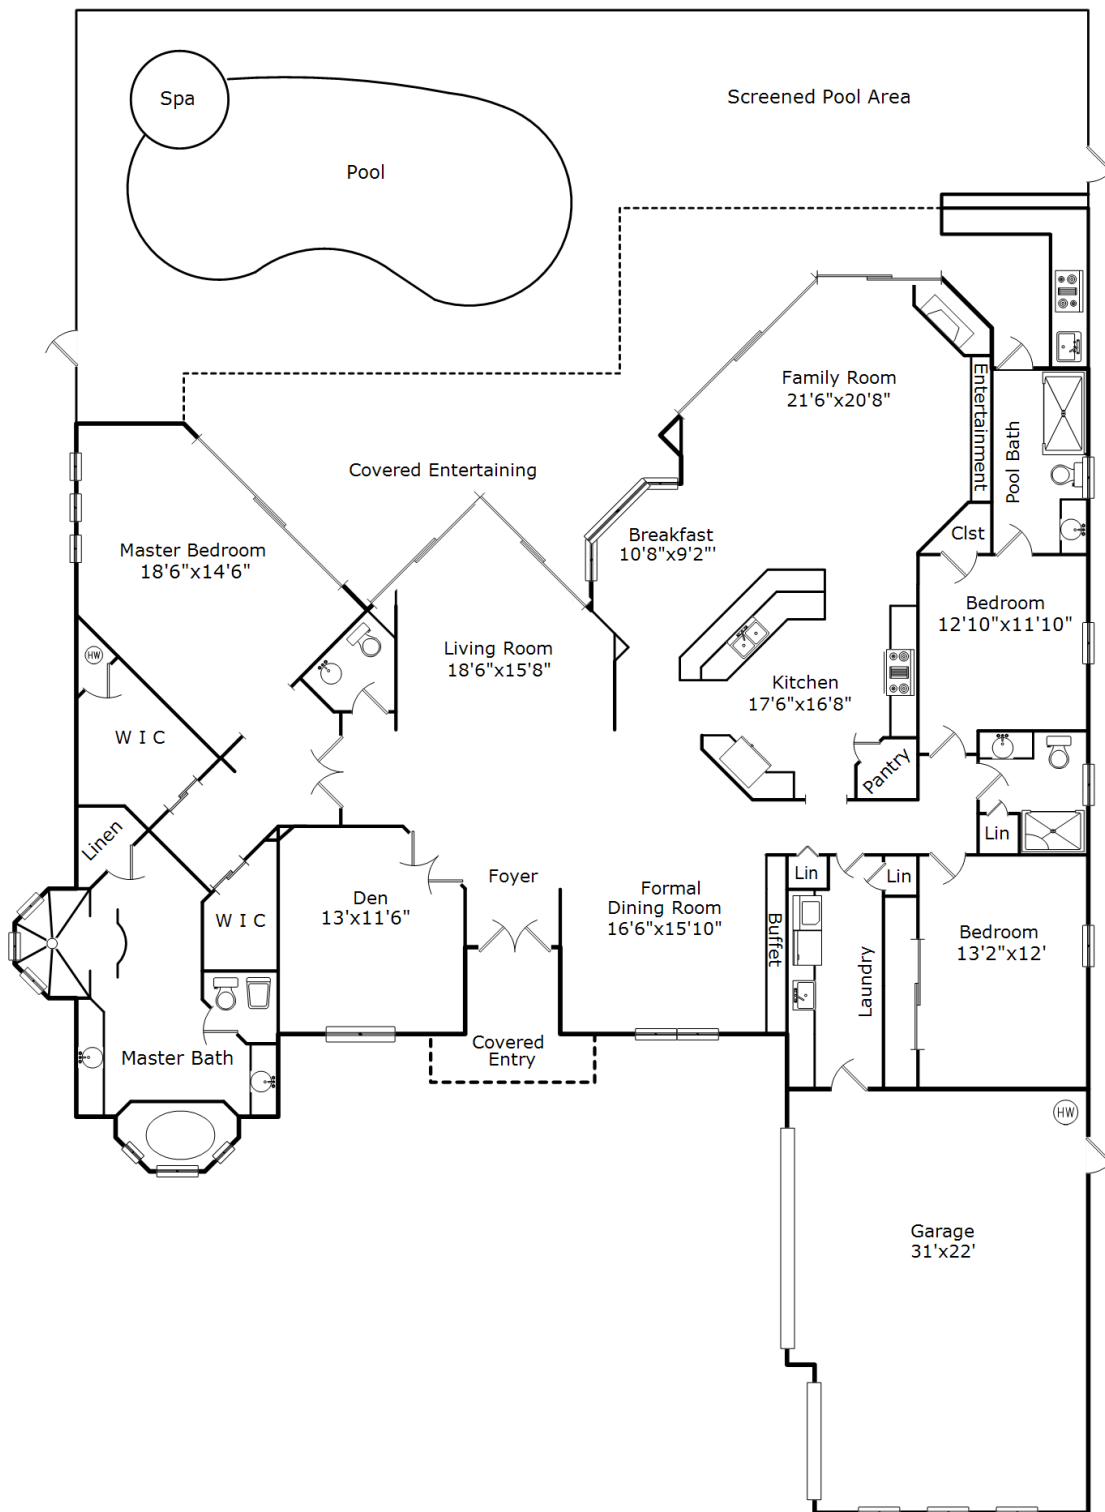 Spa
Screened Pool Area
Pool
Family Room
21'6"x20'8"
Entertainment
Pool Bath
Covered Entertaining
Breakfast
10'8"x9'2"'
Clst
Master Bedroom
18'6"x14'6"
Bedroom
12'10"x11'10"
Living Room
18'6"x15'8"
HW
Kitchen
17'6"x16'8"
W I C
Pantry
Linen
Lin
Lin
Lin
Foyer
Den
13'x11'6"
Formal
Dining Room
16'6"x15'10"
Buffet
W I C
Laundry
Bedroom
13'2"x12'
Covered
Entry
Master Bath
HW
Garage
31'x22'